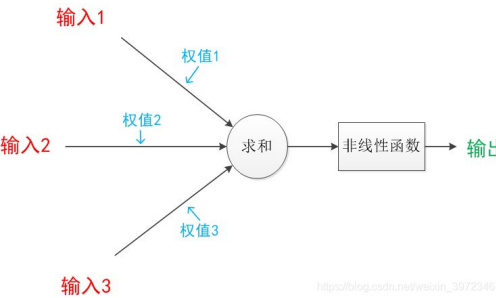 输入1
权值1
权值2
输入2
求和
非线性函数
输出
权值3
输入3
https://blog.csdn.net/weixin_3972346